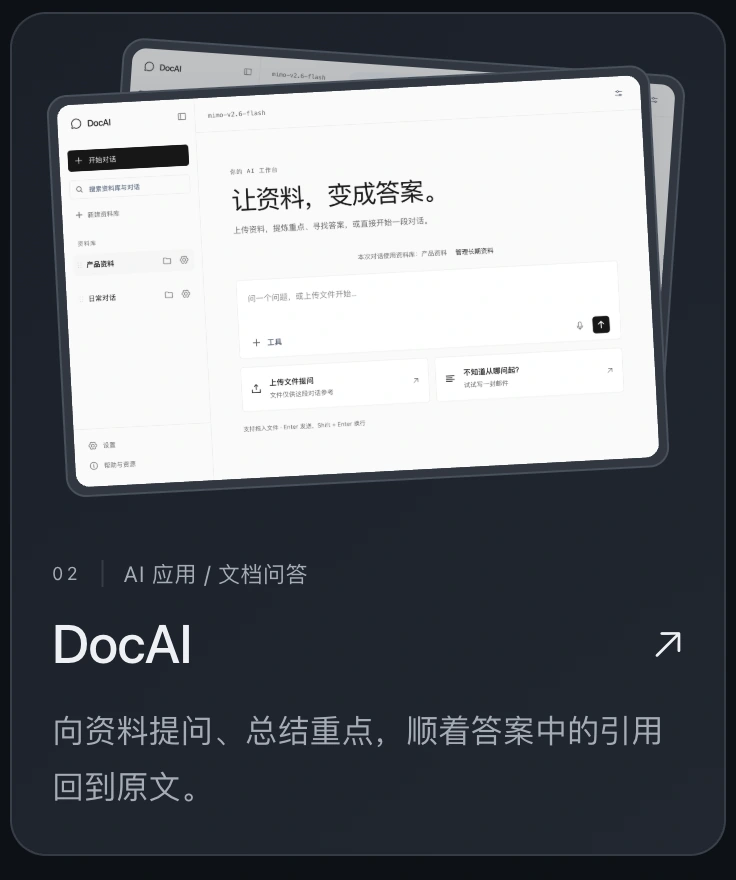 DocAI
mimo-v2.6-flash
DocAI
mimo-v2.6-flash
开始对话
搜索资料库与对话
新建资料库
资料库
产品资料
日常对话
设置
帮助与资源
你的 AI 工作台
让资料，变成答案。
上传资料，提炼重点、寻找答案，或直接开始一段对话。
本次对话使用资料库：产品资料 管理长期资料
问一个问题，或上传文件开始…
工具
上传文件提问
文件仅供这段对话参考
不知道从哪问起？
试试写一封邮件
支持拖入文件 · Enter 发送，Shift + Enter 换行
02 AI 应用 / 文档问答
DocAI
向资料提问、总结重点，顺着答案中的引用
回到原文。